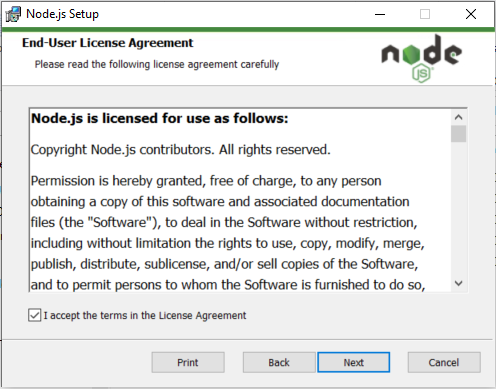 Node.js Setup
End-User License Agreement
Please read the following license agreement carefully
node
JS
Node.js is licensed for use as follows:
Copyright Node.js contributors. All rights reserved.
Permission is hereby granted, free of charge, to any person
obtaining a copy of this software and associated documentation
files (the "Software"), to deal in the Software without restriction,
including without limitation the rights to use, copy, modify, merge,
publish, distribute, sublicense, and/or sell copies of the Software,
and to permit persons to whom the Software is furnished to do so,
I accept the terms in the License Agreement
Print Back Next Cancel